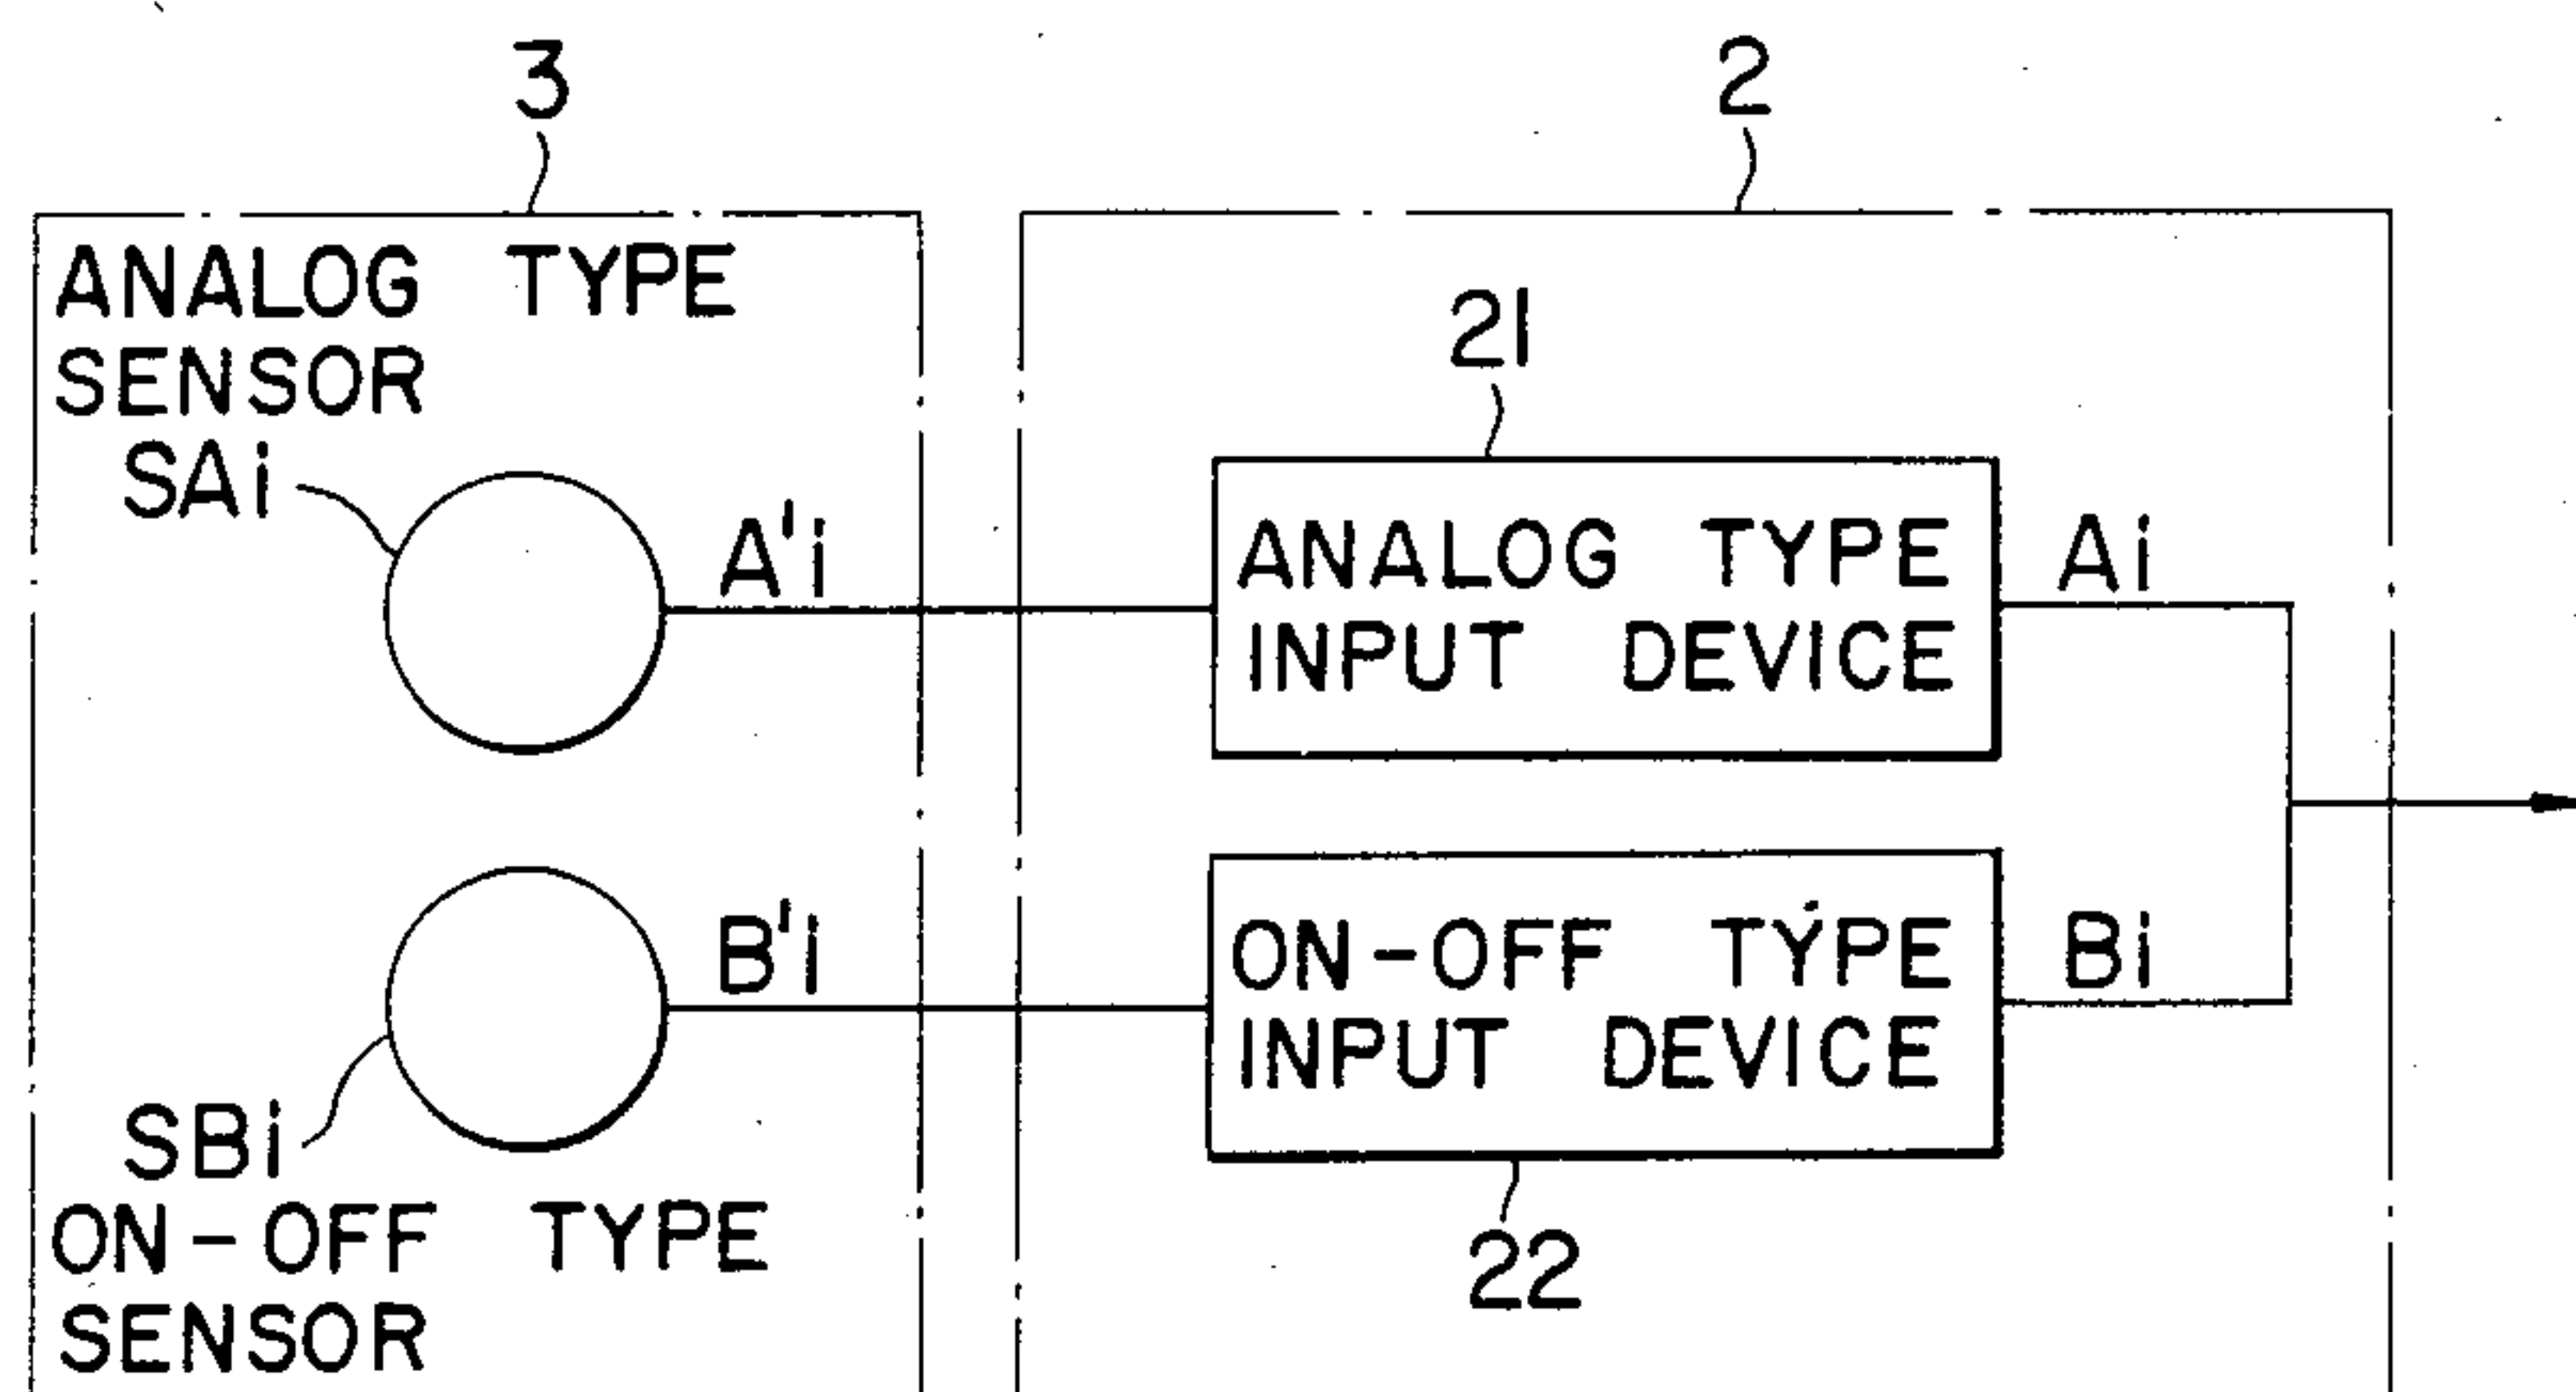 3
2
ANALOG TYPE
SENSOR
SAi
A'i
21
ANALOG TYPE
INPUT DEVICE
Ai
B'i
ON-OFF TYPE
INPUT DEVICE
Bi
SBi
ON-OFF TYPE
SENSOR
22